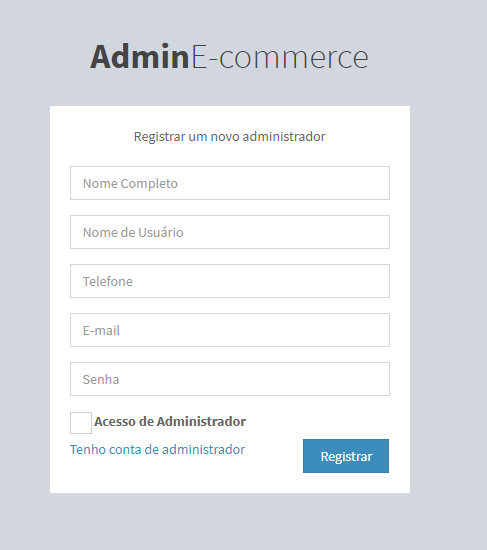 AdminE-commerce
Registrar um novo administrador
Nome Completo
Nome de Usuário
Telefone
E-mail
Senha
Acesso de Administrador
Tenho conta de administrador
Registrar